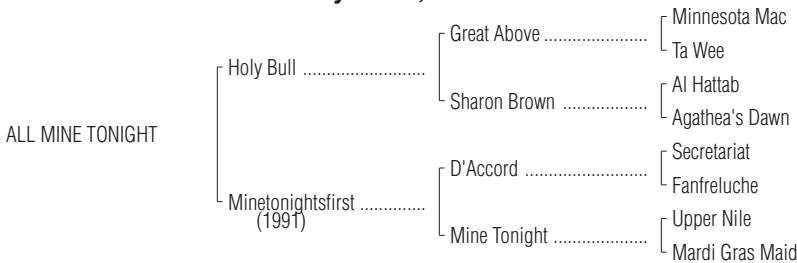 Minnesota Mac
Great Above ............................
Ta Wee
Holy Bull ..........................
Al Hattab
Sharon Brown .......................
Agathea's Dawn
ALL MINE TONIGHT
Secretariat
D'Accord ...............................
Fanfreluche
Minetonightsfirst ..............
(1991)
Upper Nile
Mine Tonight ........................
Mardi Gras Maid